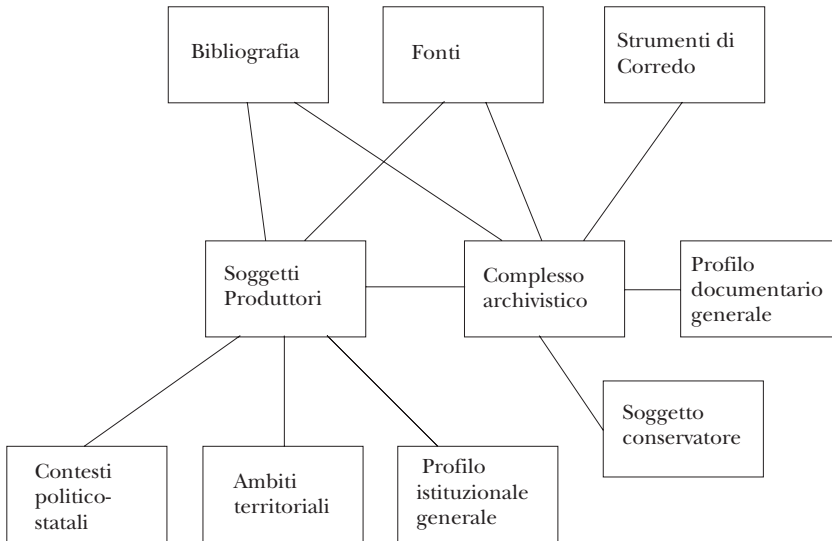 Bibliografia
Fonti
Strumenti di
Corredo
Soggetti
Produttori
Complesso
archivistico
Profilo
documentario
generale
Soggetto
conservatore
Contesti
politico-
statali
Ambiti
territoriali
Profilo
istituzionale
generale